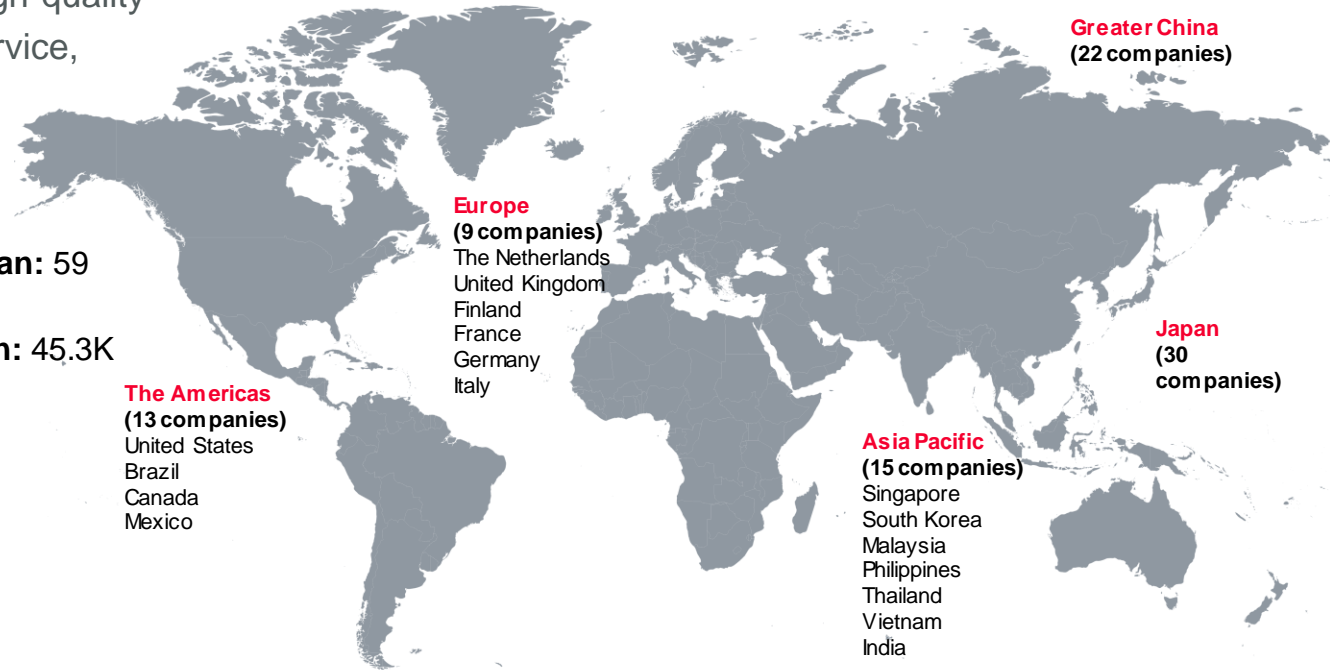 gh quality
rvice,
an: 59
n: 45.3K
Greater China
(22 companies)
Europe
(9 companies)
The Netherlands
United Kingdom
Finland
France
Germany
Italy
Japan
(30
companies)
The Americas
(13 companies)
United States
Brazil
Canada
Mexico
Asia Pacific
(15 companies)
Singapore
South Korea
Malaysia
Philippines
Thailand
Vietnam
India